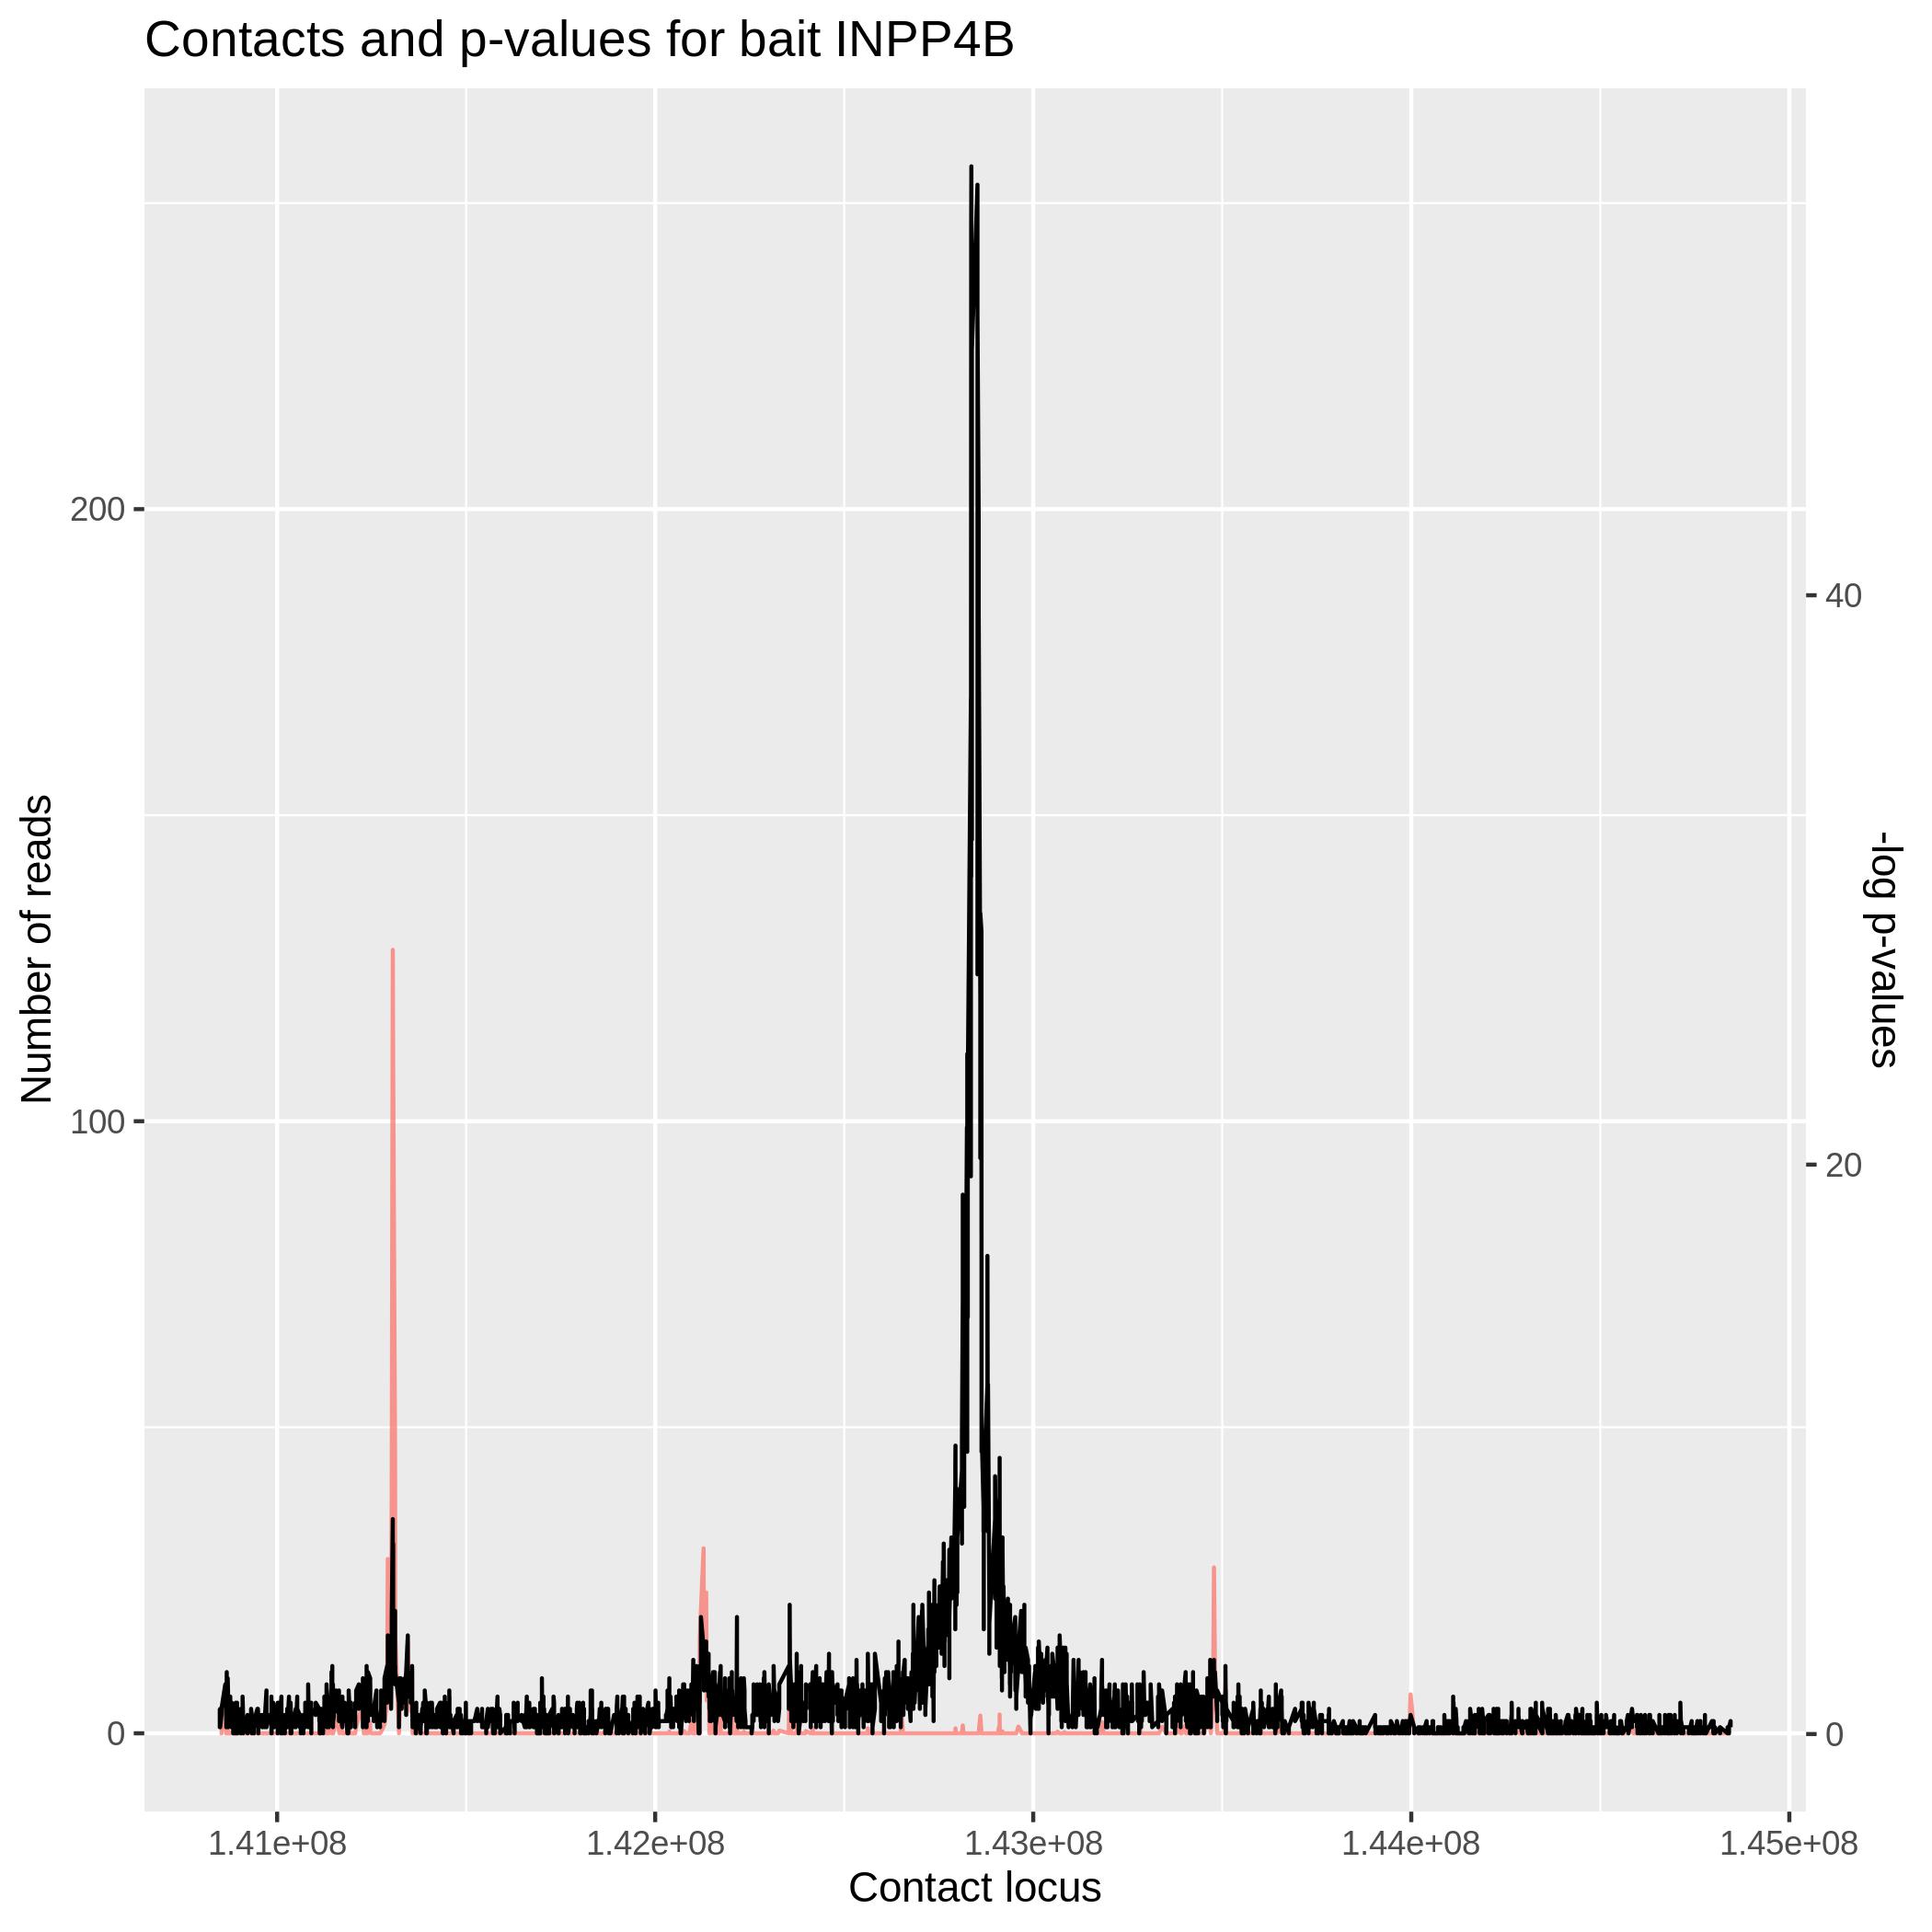 Contacts and p-values for bait INPP4B
Number of reads
200
100
0
40
20
0
-log p-values
1.41e+08
1.42e+08
1.43e+08
1.44e+08
1.45e+08
Contact locus